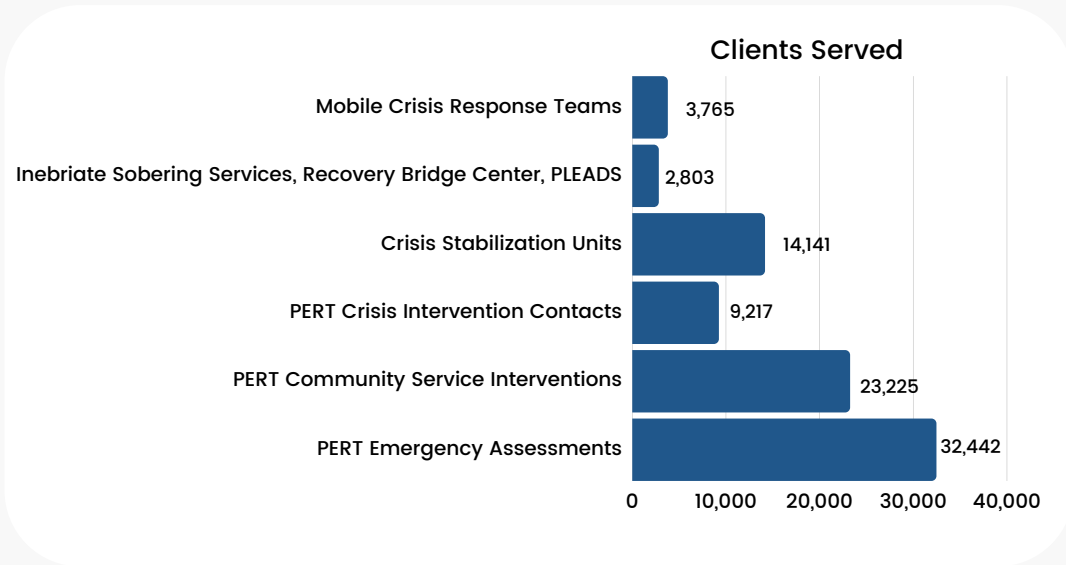 Clients Served
Mobile Crisis Response Teams 3,765
Inebriate Sobering Services, Recovery Bridge Center, PLEADS 2,803
Crisis Stabilization Units 14,141
PERT Crisis Intervention Contacts 9,217
PERT Community Service Interventions 23,225
PERT Emergency Assessments 32,442
0 10,000 20,000 30,000 40,000